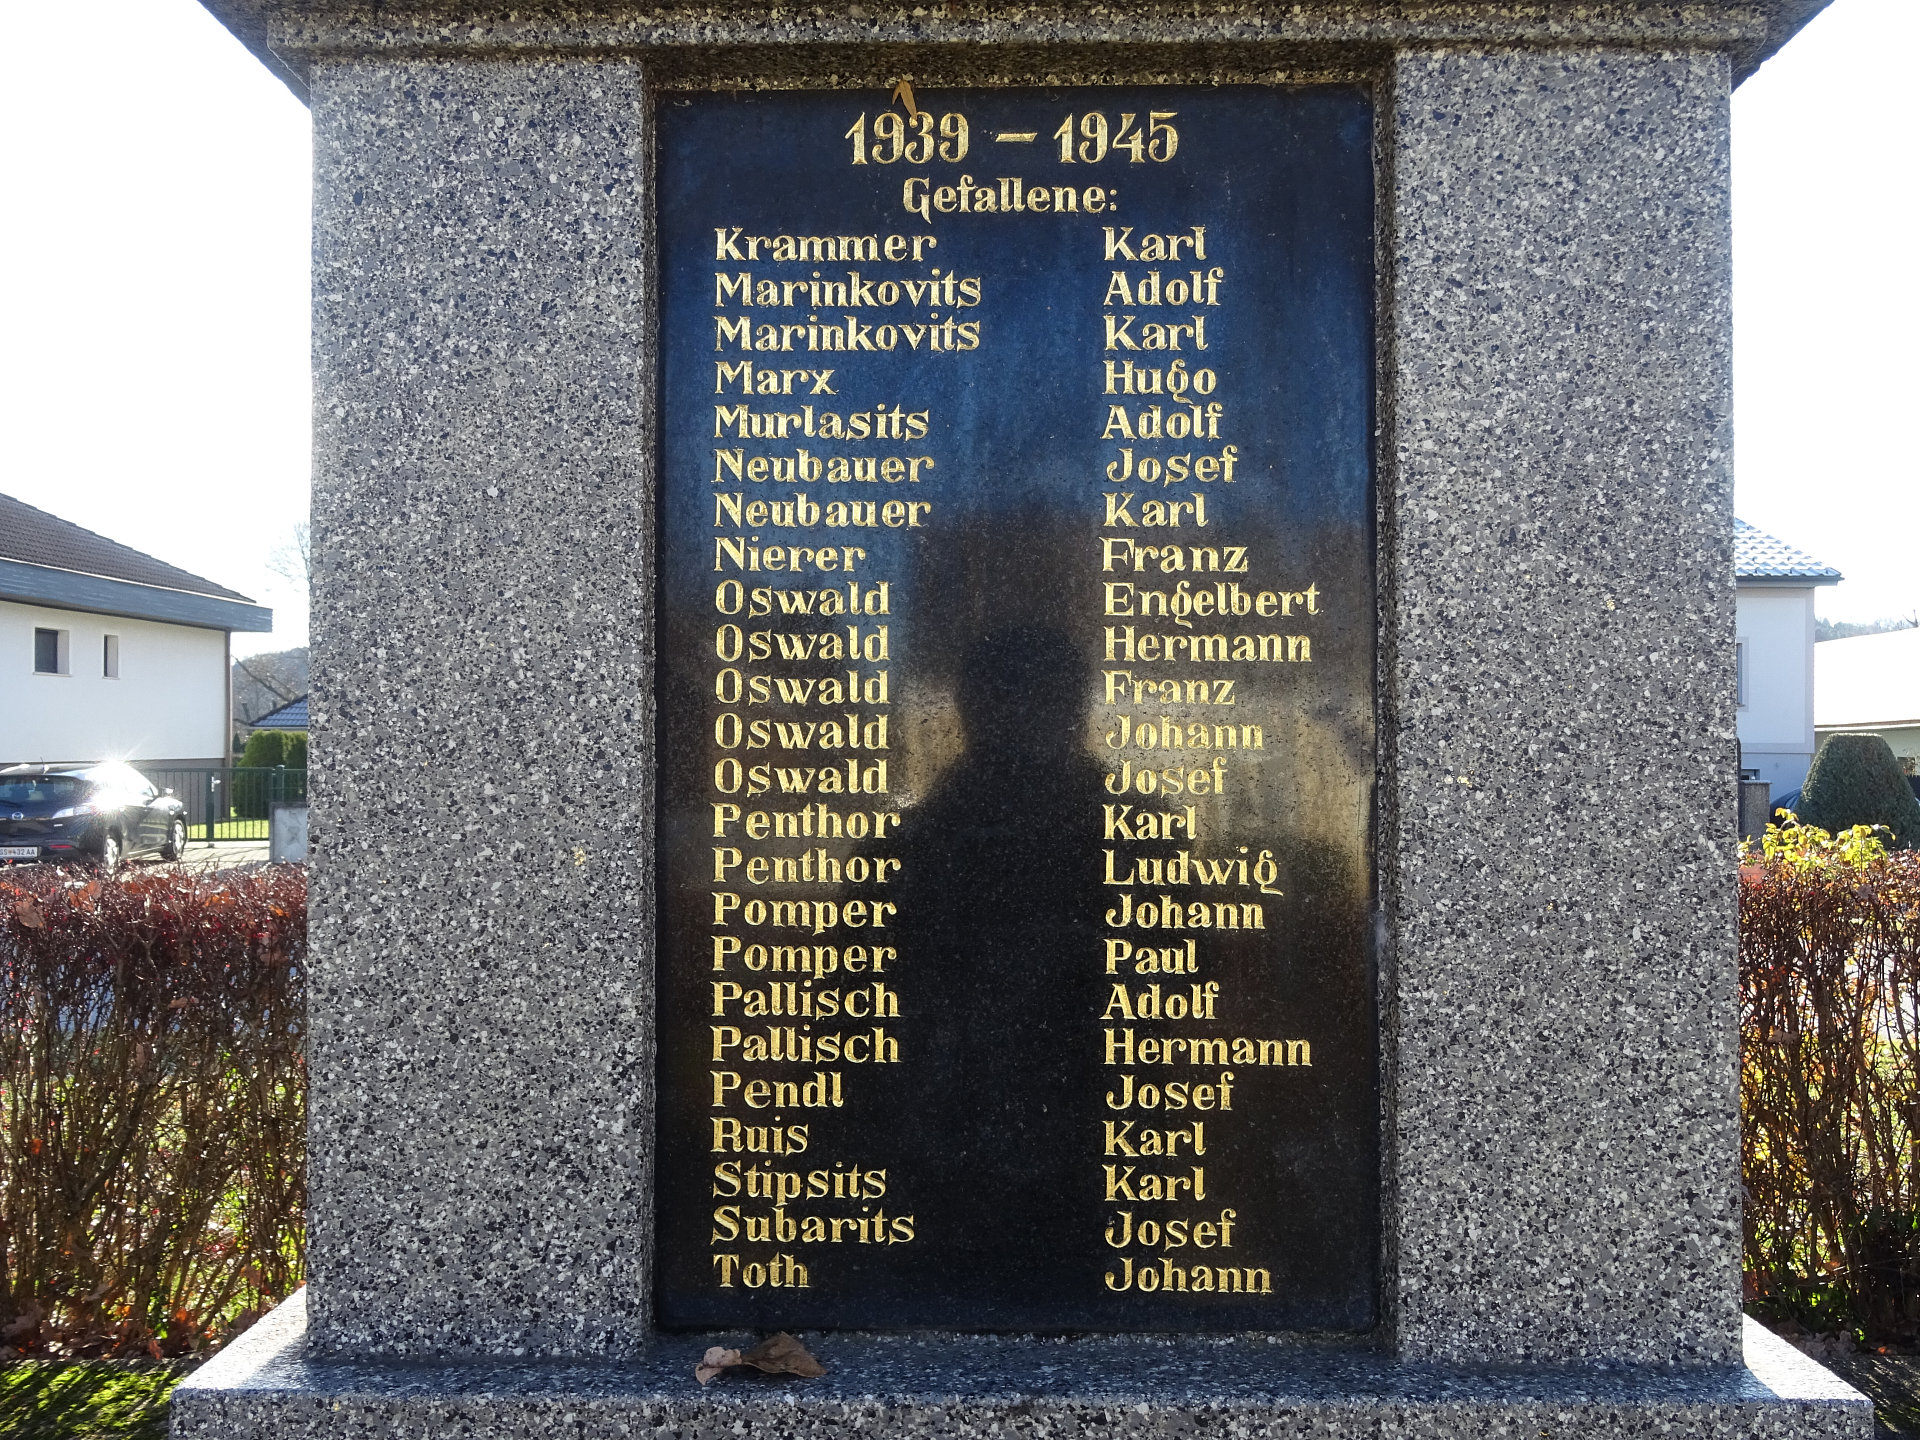 1939 – 1945
Gefallene:
Krammer Karl
Marinkovits Adolf
Marinkovits Karl
Marx Hugo
Murlasits Adolf
Neubauer Josef
Neubauer Karl
Nierer Franz
Oswald Engelbert
Oswald Hermann
Oswald Franz
Oswald Johann
Oswald Josef
Penthor Karl
Penthor Ludwig
Pomper Johann
Pomper Paul
Pallisch Adolf
Pallisch Hermann
Pendl Josef
Ruis Karl
Stipsits Karl
Subarits Josef
Toth Johann